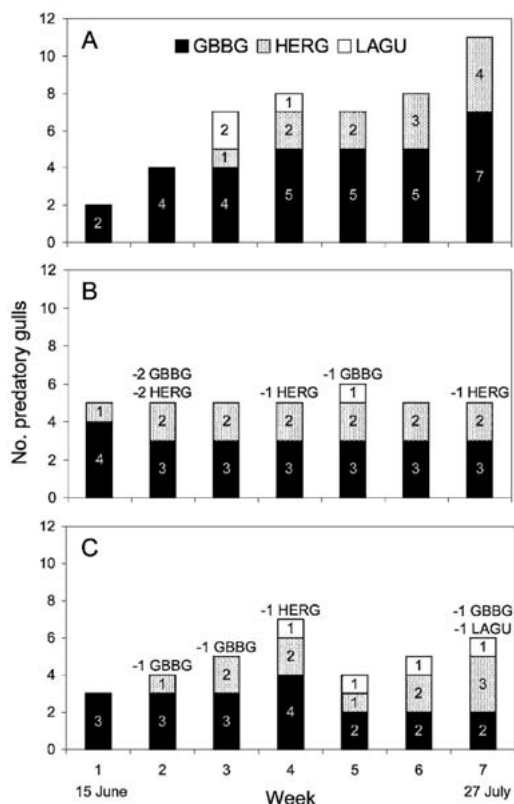 12
A
GBBG HERG LAGU
10
8
6
4
2
0
2
4
4 1 2
5 2 1
5 2
5 3
7 4
No. predatory gulls
12
B
10
8
6
4
2
0
-2 GBBG
-2 HERG
-1 HERG
-1 GBBG
-1 HERG
4 1
3 2
3 2
3 2
3 2 1
3 2
3 2
12
C
10
8
6
4
2
0
-1 GBBG
-1 GBBG
-1 HERG
-1 GBBG
-1 LAGU
3
3 1
3 2
4 2 1
2 1 1
2 2 1
2 3 1
1 2 3 4 5 6 7
15 June Week 27 July